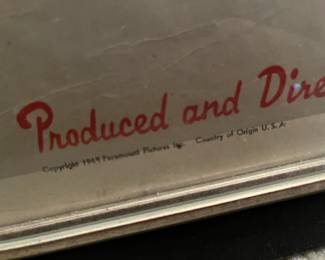 Produced and Dire
Copyright 1949 Paramount Pictures Inc. Country of Origin U.S.A.